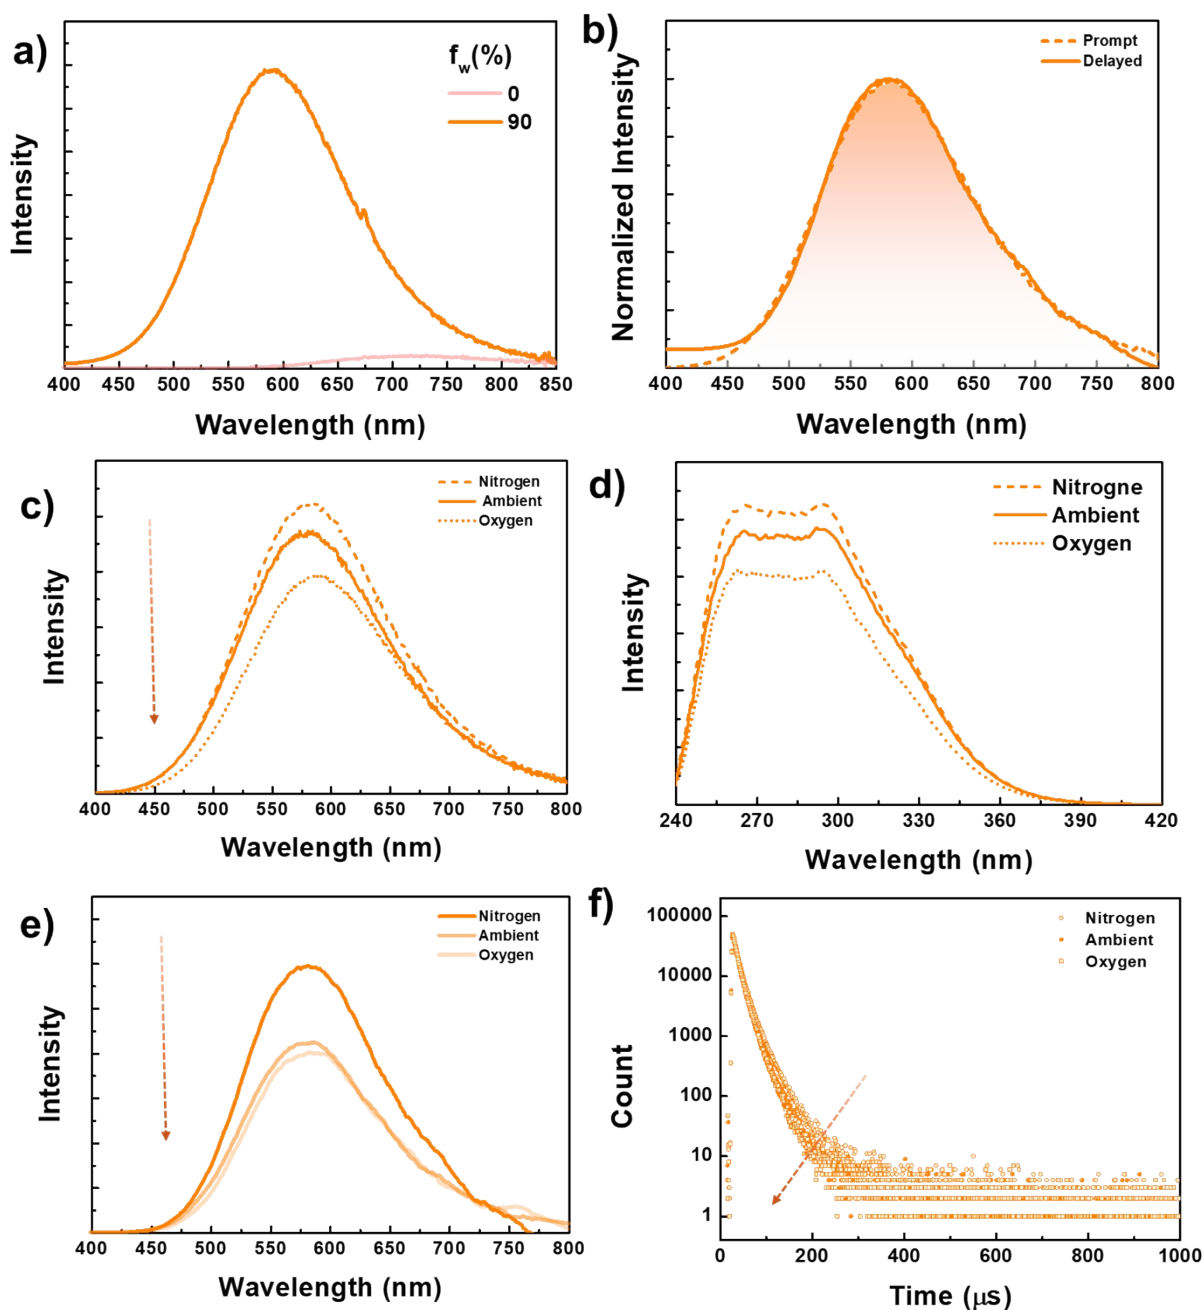 a)
f_w(%)
0
90
Intensity
400 450 500 550 600 650 700 750 800 850
Wavelength (nm)
b)
Prompt
Delayed
Normalized Intensity
400 450 500 550 600 650 700 750 800
Wavelength (nm)
c)
Nitrogen
Ambient
Oxygen
Intensity
400 450 500 550 600 650 700 750 800
Wavelength (nm)
d)
Nitrogne
Ambient
Oxygen
Intensity
240 270 300 330 360 390 420
Wavelength (nm)
e)
Nitrogen
Ambient
Oxygen
Intensity
400 450 500 550 600 650 700 750 800
Wavelength (nm)
f)
Nitrogen
Ambient
Oxygen
100000
10000
1000
100
10
1
Count
0 200 400 600 800 1000
Time (μs)